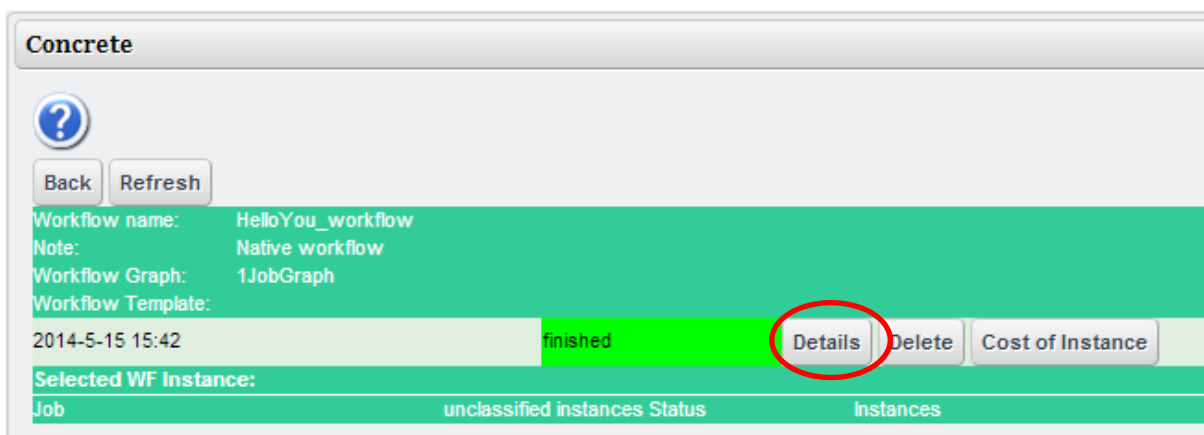 Concrete
?
Back Refresh
Workflow name: HelloYou_workflow
Note: Native workflow
Workflow Graph: 1JobGraph
Workflow Template:
2014-5-15 15:42 finished Details Delete Cost of Instance
Selected WF Instance:
Job unclassified instances Status Instances